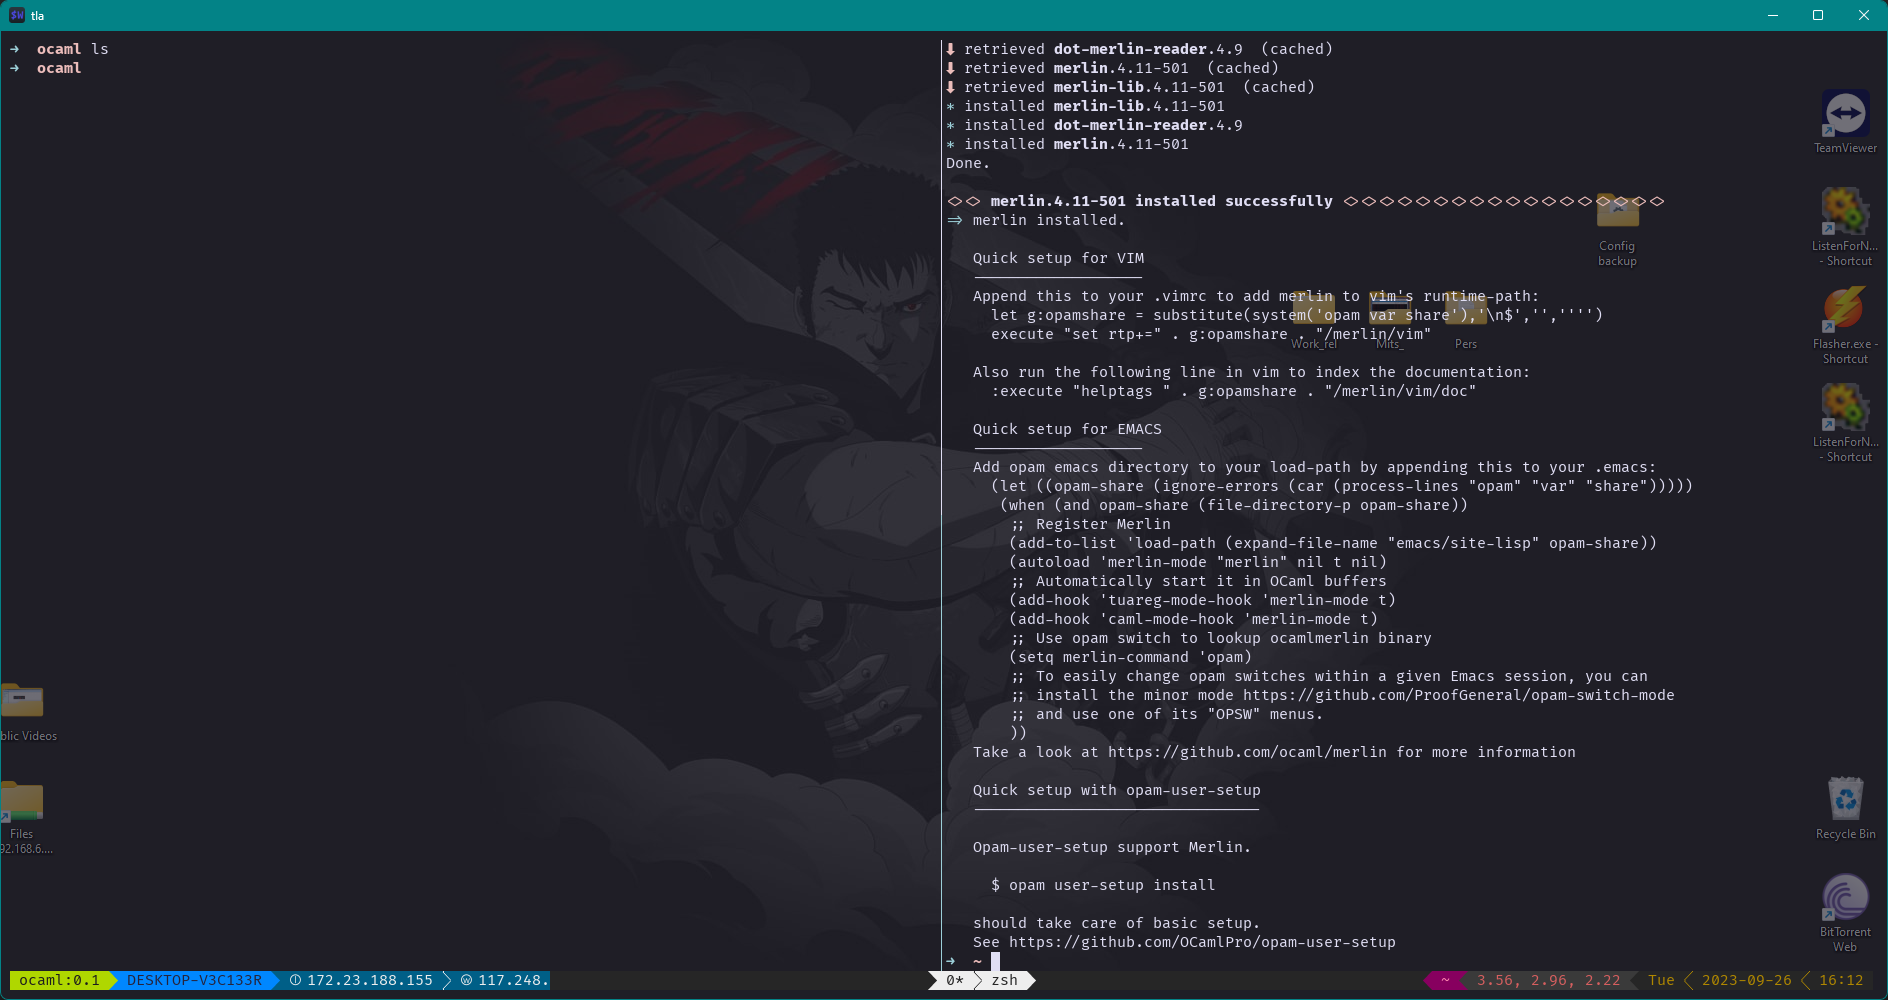 tla
➜ ocaml ls
➜ ocaml
⬇ retrieved dot-merlin-reader.4.9 (cached)
⬇ retrieved merlin.4.11-501 (cached)
⬇ retrieved merlin-lib.4.11-501 (cached)
* installed merlin-lib.4.11-501
* installed dot-merlin-reader.4.9
* installed merlin.4.11-501
Done.
<><> merlin.4.11-501 installed successfully <><><><><><><><><><><><><><><><><><>
=> merlin installed.
Quick setup for VIM
-------------------
Append this to your .vimrc to add merlin to vim's runtime-path:
let g:opamshare = substitute(system('opam var share'),'\n$','','''')
execute "set rtp+=" . g:opamshare . "/merlin/vim"
Also run the following line in vim to index the documentation:
:execute "helptags " . g:opamshare . "/merlin/vim/doc"
Quick setup for EMACS
-------------------
Add opam emacs directory to your load-path by appending this to your .emacs:
(let ((opam-share (ignore-errors (car (process-lines "opam" "var" "share")))))
(when (and opam-share (file-directory-p opam-share))
;; Register Merlin
(add-to-list 'load-path (expand-file-name "emacs/site-lisp" opam-share))
(autoload 'merlin-mode "merlin" nil t nil)
;; Automatically start it in OCaml buffers
(add-hook 'tuareg-mode-hook 'merlin-mode t)
(add-hook 'caml-mode-hook 'merlin-mode t)
;; Use opam switch to lookup ocamlmerlin binary
(setq merlin-command 'opam)
;; To easily change opam switches within a given Emacs session, you can
;; install the minor mode https://github.com/ProofGeneral/opam-switch-mode
;; and use one of its "OPSW" menus.
))
Take a look at https://github.com/ocaml/merlin for more information
Quick setup with opam-user-setup
--------------------------------
Opam-user-setup support Merlin.
$ opam user-setup install
should take care of basic setup.
See https://github.com/OCamlPro/opam-user-setup
➜ ~
TeamViewer
ListenForN...
- Shortcut
Config
backup
Flasher.exe -
Shortcut
Work_rel
Mits_
Pers
ListenForN...
- Shortcut
blic Videos
Files
92.168.6....
Recycle Bin
BitTorrent
Web
ocaml:0.1 DESKTOP-V3C133R ⓛ 172.23.188.155 ⓦ 117.248. 0* zsh ~ 3.56, 2.96, 2.22 Tue 2023-09-26 16:12